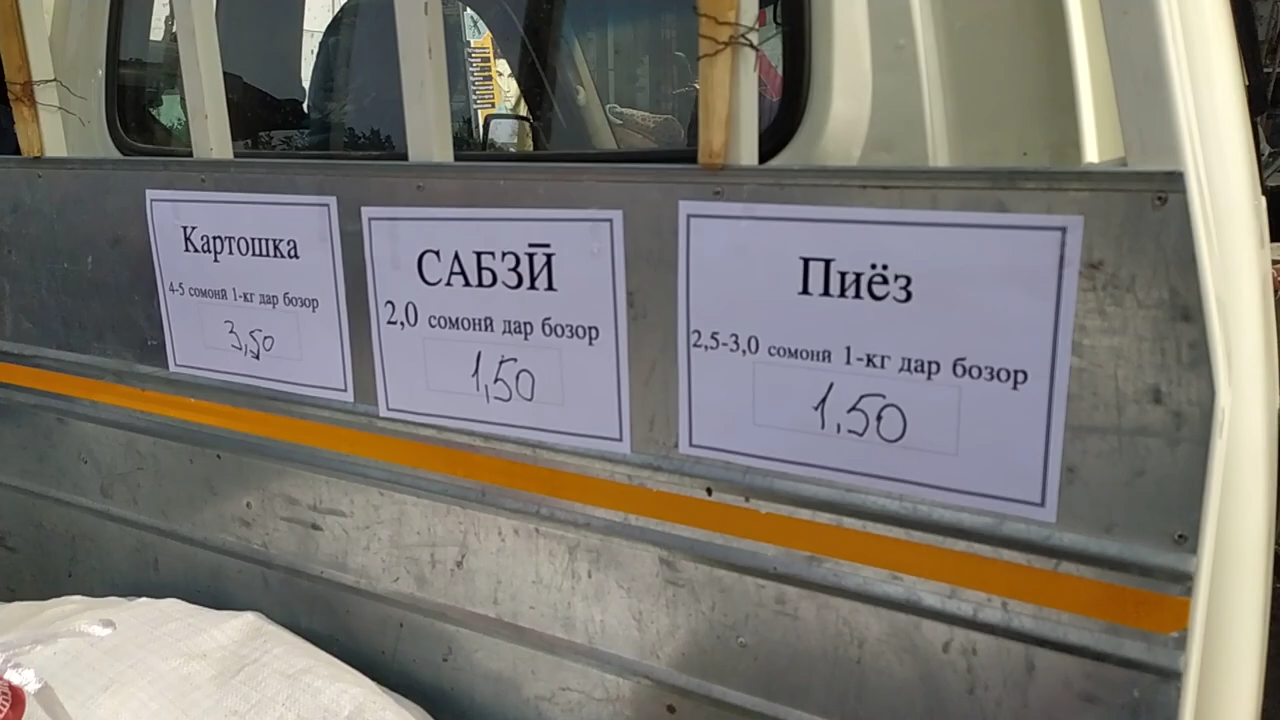 Картошка
4-5 сомонӣ 1-кг дар бозор
3,50
САБЗӢ
2,0 сомонӣ дар бозор
1,50
Пиёз
2,5-3,0 сомонӣ 1-кг дар бозор
1,50